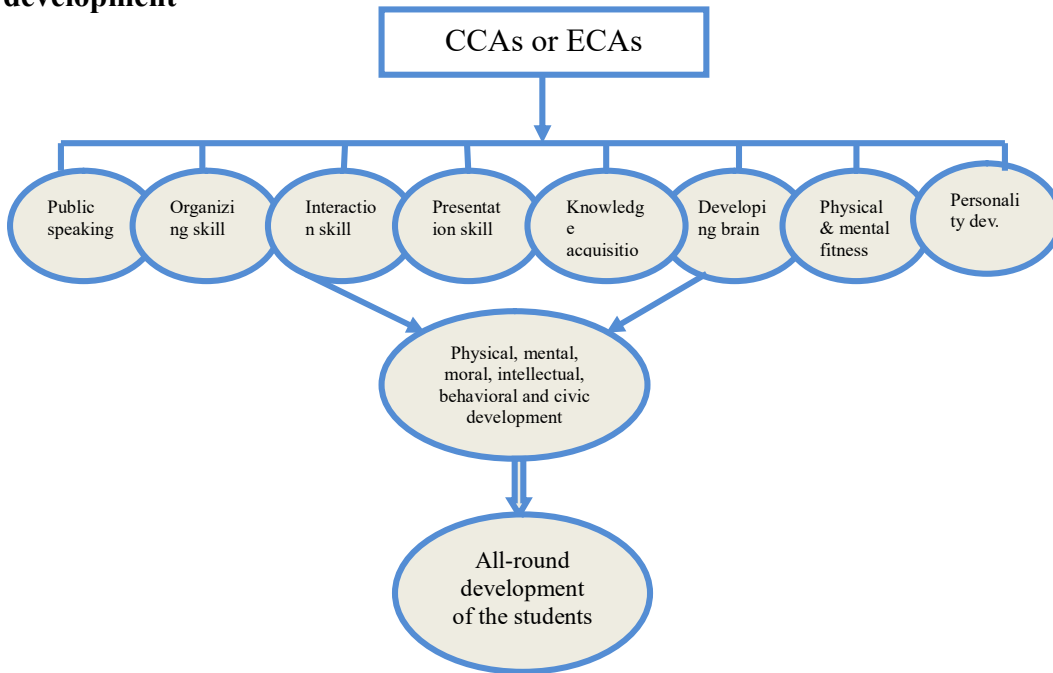 development
CCAs or ECAs
Public
speaking
Organizi
ng skill
Interactio
n skill
Presentat
ion skill
Knowledg
e
acquisitio
Developi
ng brain
Physical
& mental
fitness
Personali
ty dev.
Physical, mental,
moral, intellectual,
behavioral and civic
development
All-round
development
of the students